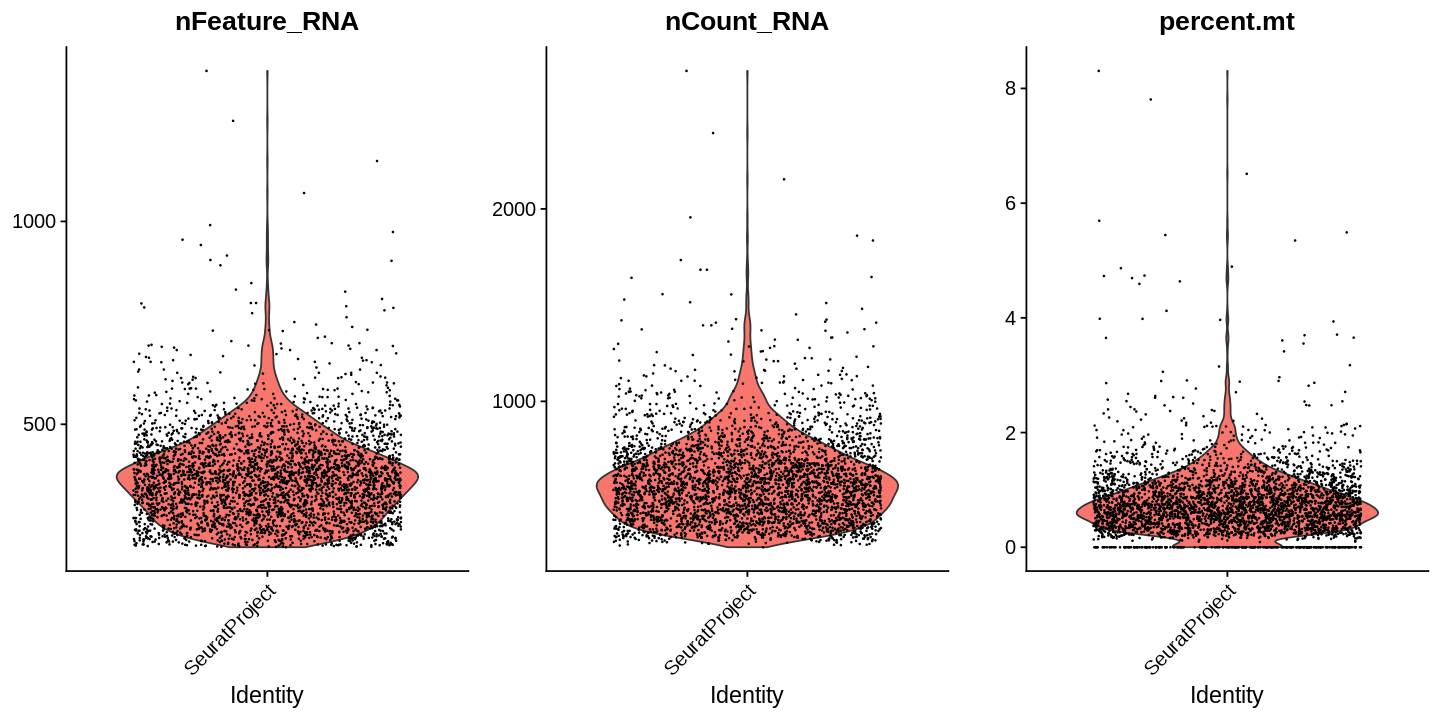 nFeature_RNA
1000
500
SeuratProject
Identity
nCount_RNA
2000
1000
SeuratProject
Identity
percent.mt
8
6
4
2
0
SeuratProject
Identity